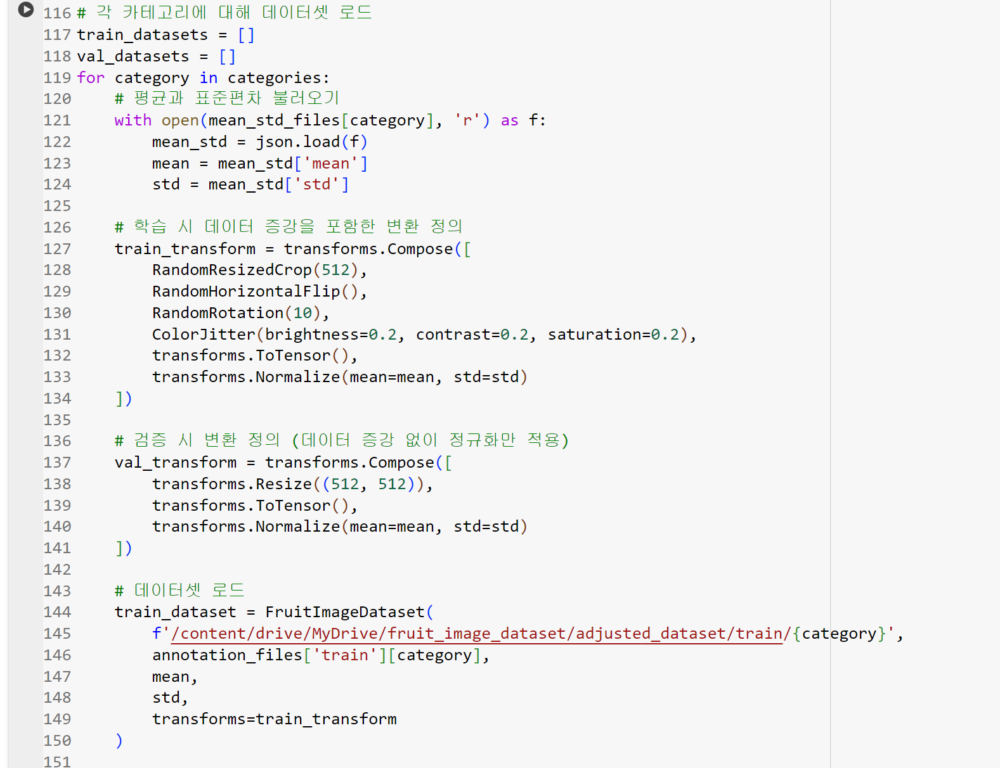 116 # 각 카테고리에 대해 데이터셋 로드
117 train_datasets = []
118 val_datasets = []
119 for category in categories:
120     # 평균과 표준편차 불러오기
121     with open(mean_std_files[category], 'r') as f:
122         mean_std = json.load(f)
123         mean = mean_std['mean']
124         std = mean_std['std']
125
126     # 학습 시 데이터 증강을 포함한 변환 정의
127     train_transform = transforms.Compose([
128         RandomResizedCrop(512),
129         RandomHorizontalFlip(),
130         RandomRotation(10),
131         ColorJitter(brightness=0.2, contrast=0.2, saturation=0.2),
132         transforms.ToTensor(),
133         transforms.Normalize(mean=mean, std=std)
134     ])
135
136     # 검증 시 변환 정의 (데이터 증강 없이 정규화만 적용)
137     val_transform = transforms.Compose([
138         transforms.Resize((512, 512)),
139         transforms.ToTensor(),
140         transforms.Normalize(mean=mean, std=std)
141     ])
142
143     # 데이터셋 로드
144     train_dataset = FruitImageDataset(
145         f'/content/drive/MyDrive/fruit_image_dataset/adjusted_dataset/train/{category}',
146         annotation_files['train'][category],
147         mean,
148         std,
149         transforms=train_transform
150     )
151